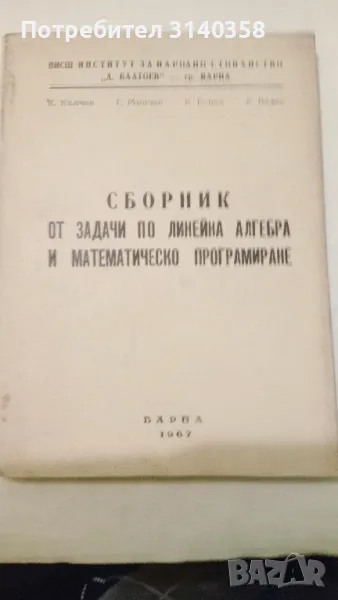 Потребител 3140358
ВИСШ ИНСТИТУТ ЗА НАРОДНО СТОПАНСТВО
„Д. БЛАГОЕВ" — гр. ВАРНА
СБОРНИК
ОТ ЗАДАЧИ ПО ЛИНЕЙНА АЛГЕБРА
И МАТЕМАТИЧЕСКО ПРОГРАМИРАНЕ
ВАРНА
1967
BAZAR